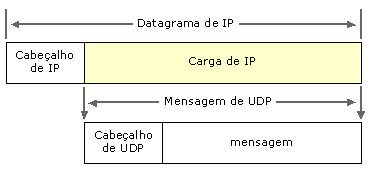 Datagrama de IP
Cabeçalho
de IP
Carga de IP
Mensagem de UDP
Cabeçalho
de UDP
mensagem